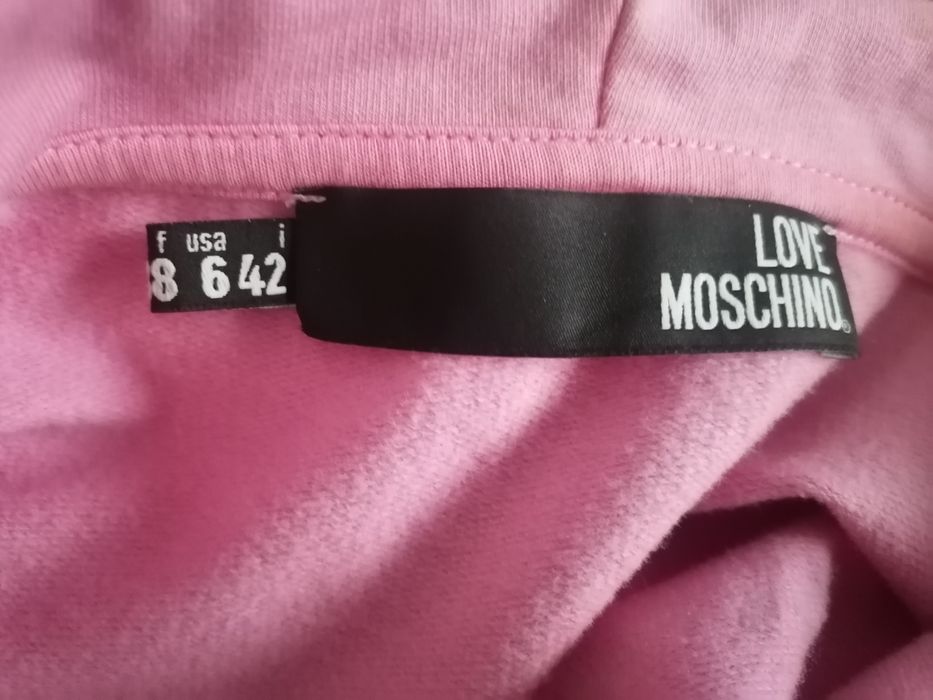 f usa i
8 6 42
LOVE
MOSCHINO®